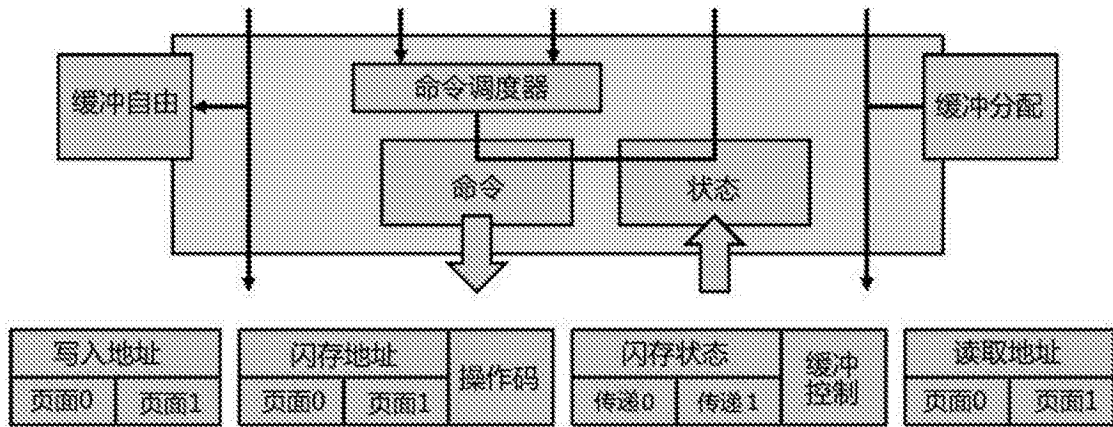 缓冲自由
命令调度器
缓冲分配
命令
状态
写入地址
页面0
页面1
闪存地址
页面0
页面1
操作码
闪存状态
传递0
传递1
缓冲
控制
读取地址
页面0
页面1